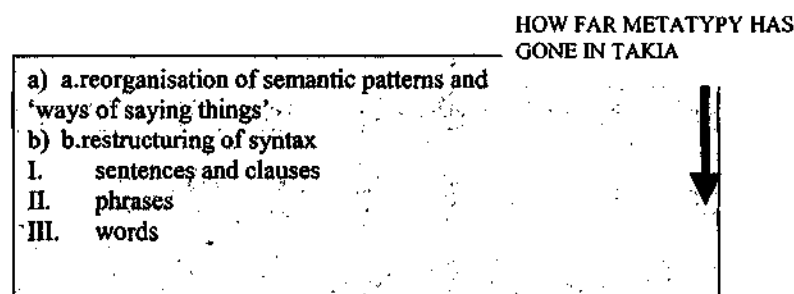 HOW FAR METATYPY HAS
GONE IN TAKIA
a) a.reorganisation of semantic patterns and
‘ways of saying things’
b) b.restructuring of syntax
I. sentences and clauses
II. phrases
III. words